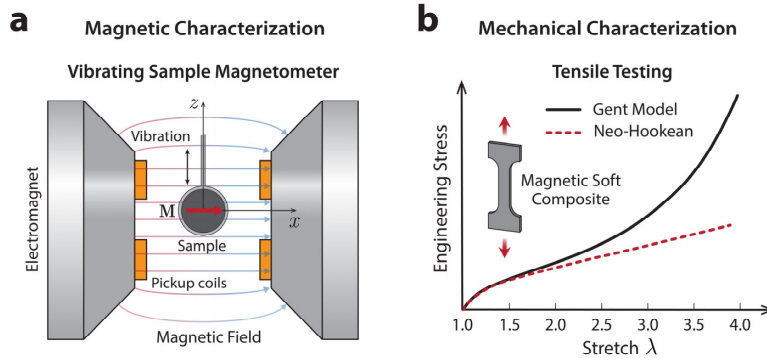 a
Magnetic Characterization
Vibrating Sample Magnetometer
z
Vibration
Electromagnet
M
x
Sample
Pickup coils
Magnetic Field
b
Mechanical Characterization
Tensile Testing
Gent Model
Neo-Hookean
Magnetic Soft
Composite
Engineering Stress
1.0 1.5 2.0 2.5 3.0 3.5 4.0
Stretch λ